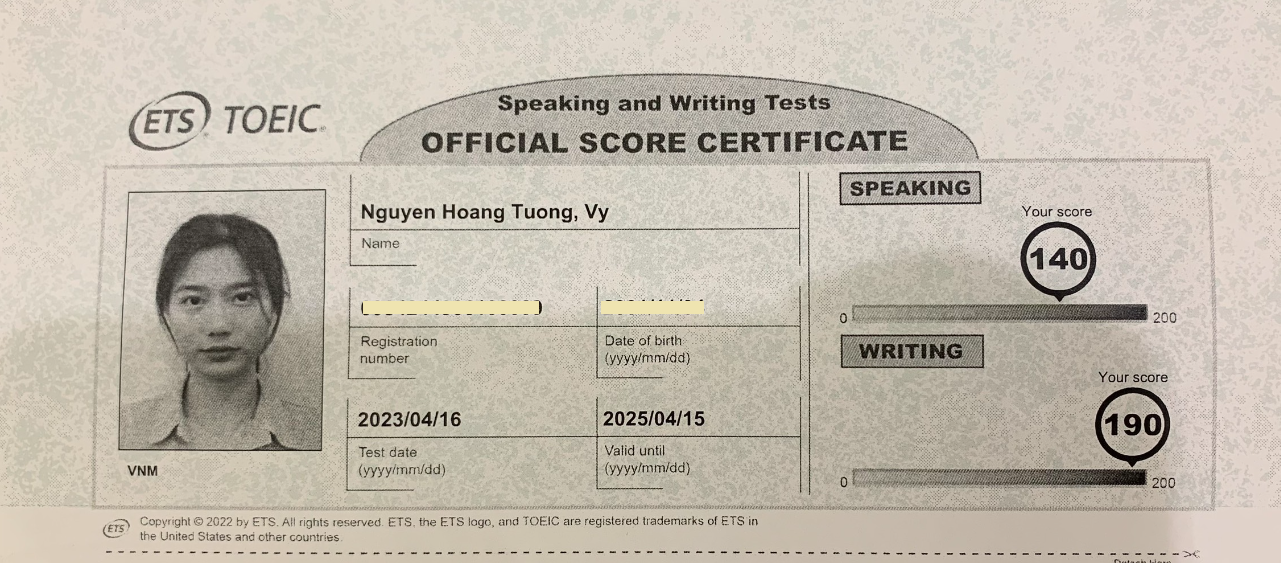 ETS TOEIC®
Speaking and Writing Tests
OFFICIAL SCORE CERTIFICATE
VNM
Nguyen Hoang Tuong, Vy
Name
Registration
number
Date of birth
(yyyy/mm/dd)
2023/04/16
Test date
(yyyy/mm/dd)
2025/04/15
Valid until
(yyyy/mm/dd)
SPEAKING
Your score
140
0
200
WRITING
Your score
190
0
200
ETS
Copyright © 2022 by ETS. All rights reserved. ETS, the ETS logo, and TOEIC are registered trademarks of ETS in
the United States and other countries.